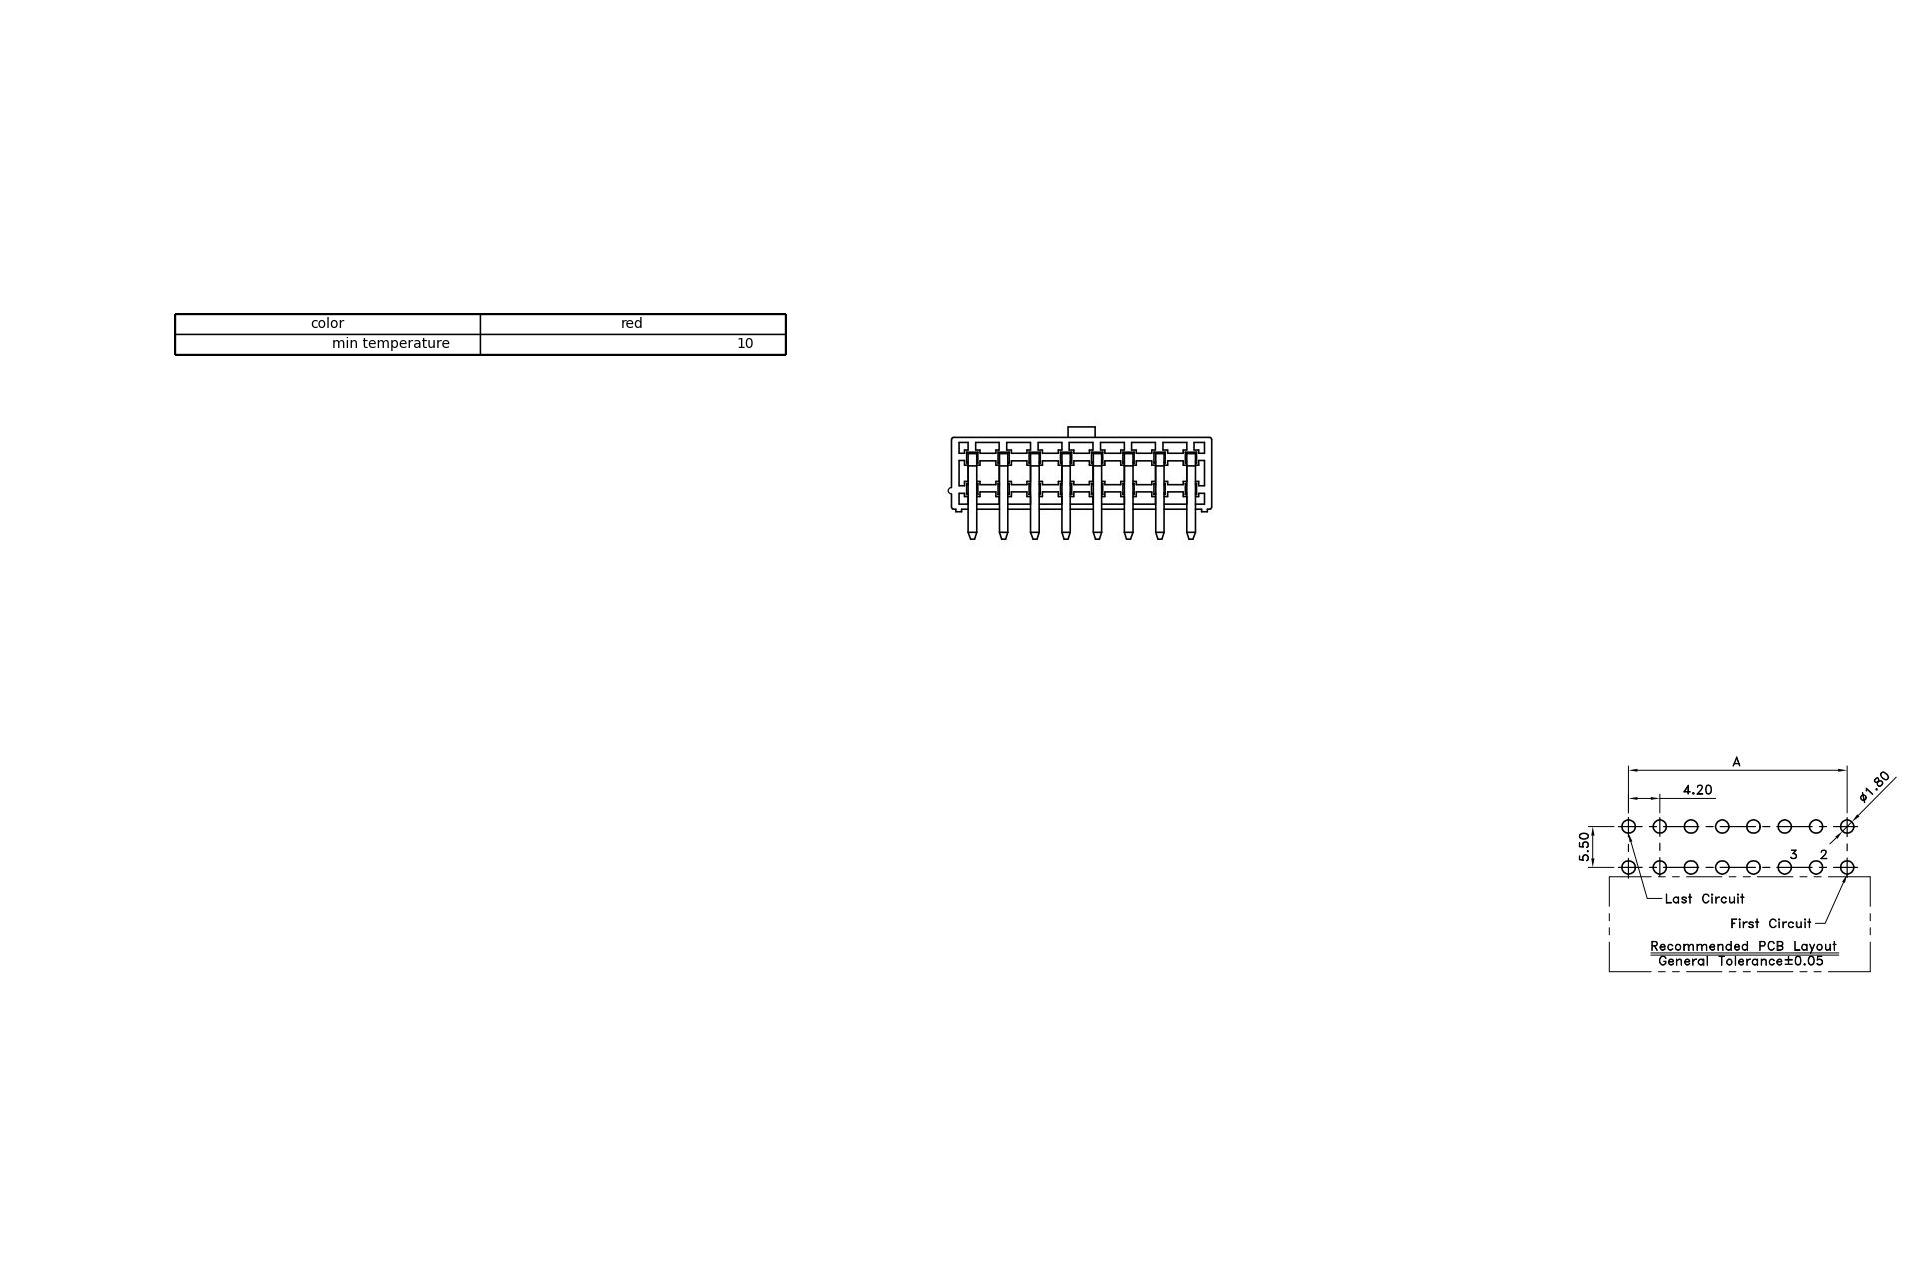 color red
min temperature 10
A
4.20
ø1.80
5.50
3 2
Last Circuit
First Circuit
Recommended PCB Layout
General Tolerance±0.05